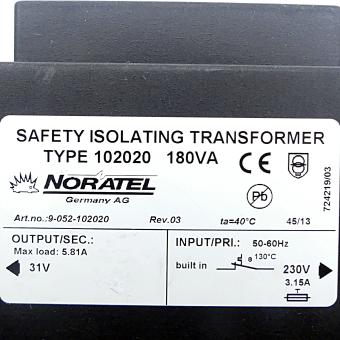 SAFETY ISOLATING TRANSFORMER
TYPE 102020 180VA CE
NORATEL
Germany AG
Pb
Art.no.:9-052-102020 Rev.03 ta=40°C 45/13
724219/03
OUTPUT/SEC.:
Max load: 5.81A
31V
INPUT/PRI.: 50-60Hz
built in θ 130°C 230V
3.15A